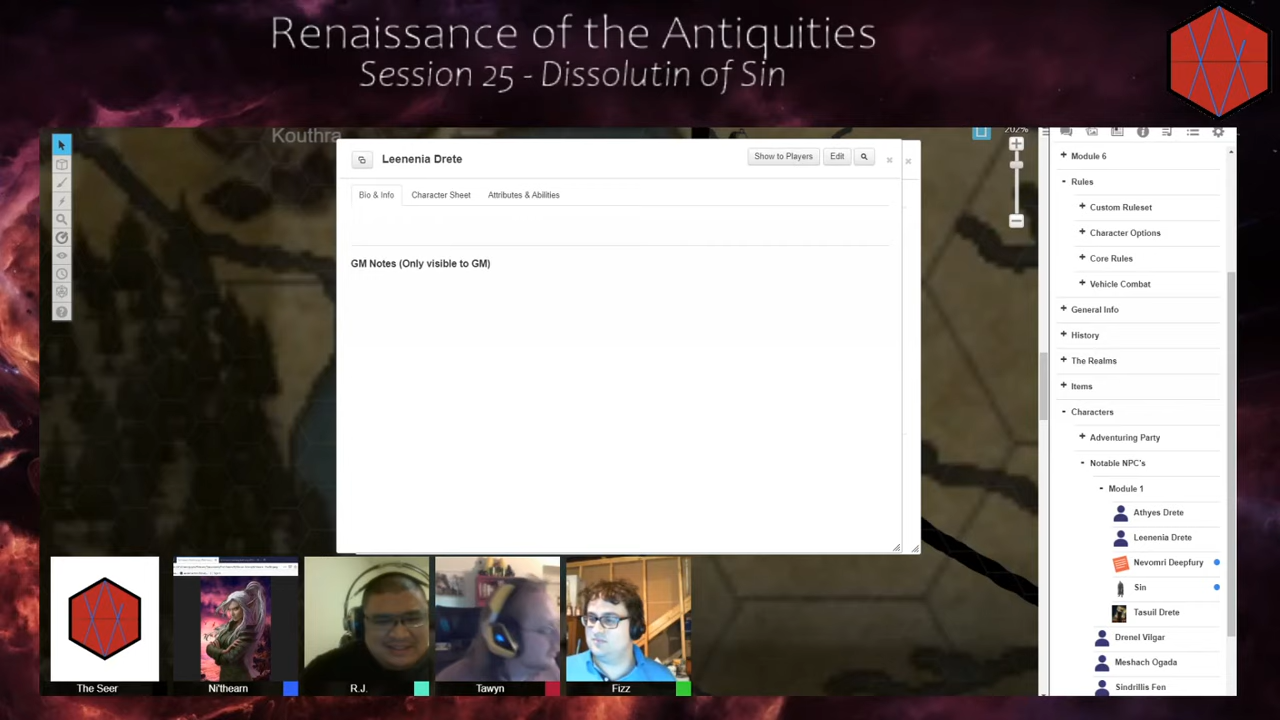 Renaissance of the Antiquities
Session 25 - Dissolutin of Sin
Kouthra
202%
Leenenia Drete
Show to Players
Edit
Bio & Info
Character Sheet
Attributes & Abilities
GM Notes (Only visible to GM)
Module 6
Rules
Custom Ruleset
Character Options
Core Rules
Vehicle Combat
General Info
History
The Realms
Items
Characters
Adventuring Party
Notable NPC's
Module 1
Athyes Drete
Leenenia Drete
Nevomri Deepfury
Sin
Tasuil Drete
Drenel Vilgar
Meshach Ogada
Sindrillis Fen
The Seer
Ni'thearn
R.J.
Tawyn
Fizz